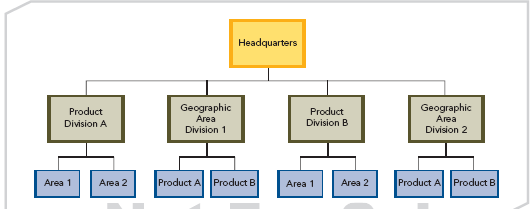 Headquarters
Product
Division A
Geographic
Area
Division 1
Product
Division B
Geographic
Area
Division 2
Area 1
Area 2
Product A
Product B
Area 1
Area 2
Product A
Product B